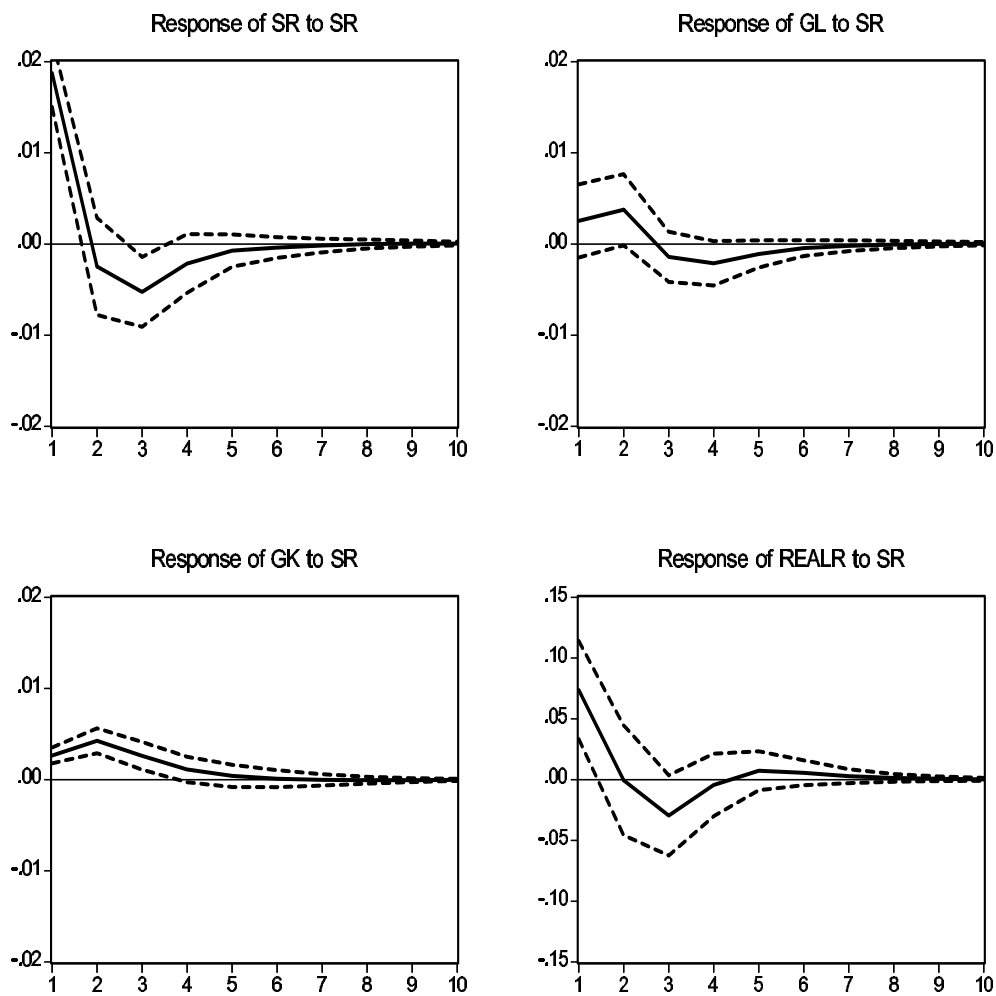 Response of SR to SR
.02
.01
.00
-.01
-.02
1 2 3 4 5 6 7 8 9 10
Response of GL to SR
.02
.01
.00
-.01
-.02
1 2 3 4 5 6 7 8 9 10
Response of GK to SR
.02
.01
.00
-.01
-.02
1 2 3 4 5 6 7 8 9 10
Response of REALR to SR
.15
.10
.05
.00
-.05
-.10
-.15
1 2 3 4 5 6 7 8 9 10